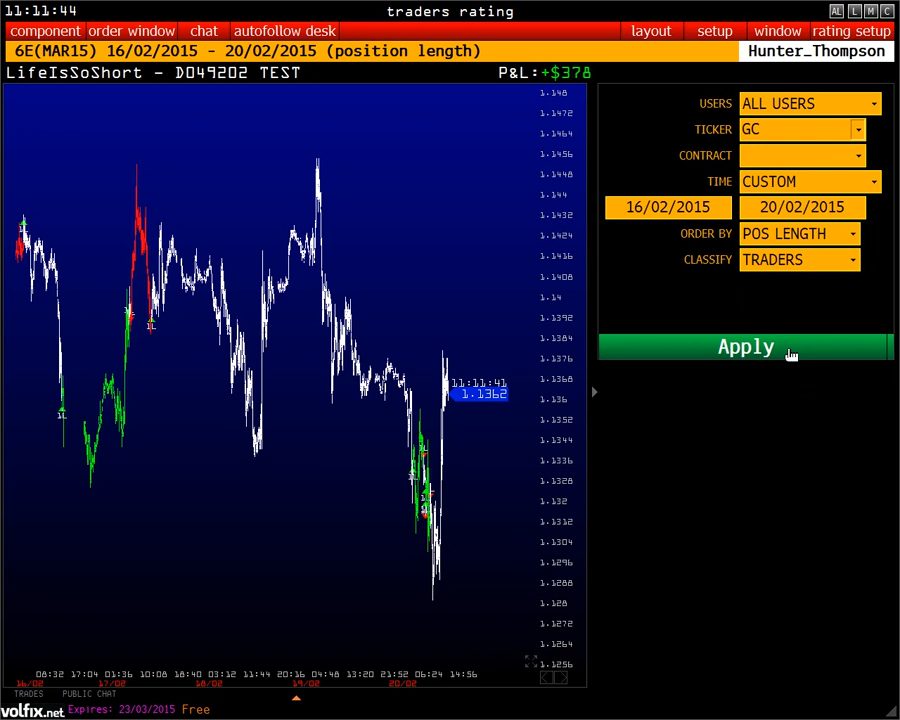 11:11:44 traders rating AL L M C
component order window chat autofollow desk layout setup window rating setup
6E(MAR15) 16/02/2015 - 20/02/2015 (position length) Hunter_Thompson
LifeIsSoShort - D049202 TEST P&L:+$378
USERS ALL USERS
TICKER GC
CONTRACT
TIME CUSTOM
16/02/2015 20/02/2015
ORDER BY POS LENGTH
CLASSIFY TRADERS
Apply
1.148
1.1472
1.1464
1.1456
1.1448
1.144
1.1432
1.1424
1.1416
1.1408
1.14
1.1392
1.1384
1.1376
1.1368
1.136
1.1352
1.1344
1.1336
1.1328
1.132
1.1312
1.1304
1.1296
1.1288
1.128
1.1272
1.1264
1.1256
11:11:41
1.1362
08:32 17:04 01:36 10:08 18:40 03:12 11:44 20:16 04:48 13:20 21:52 06:24 14:56
16/02 17/02 18/02 19/02 20/02
TRADES PUBLIC CHAT
volfix.net Expires: 23/03/2015 Free